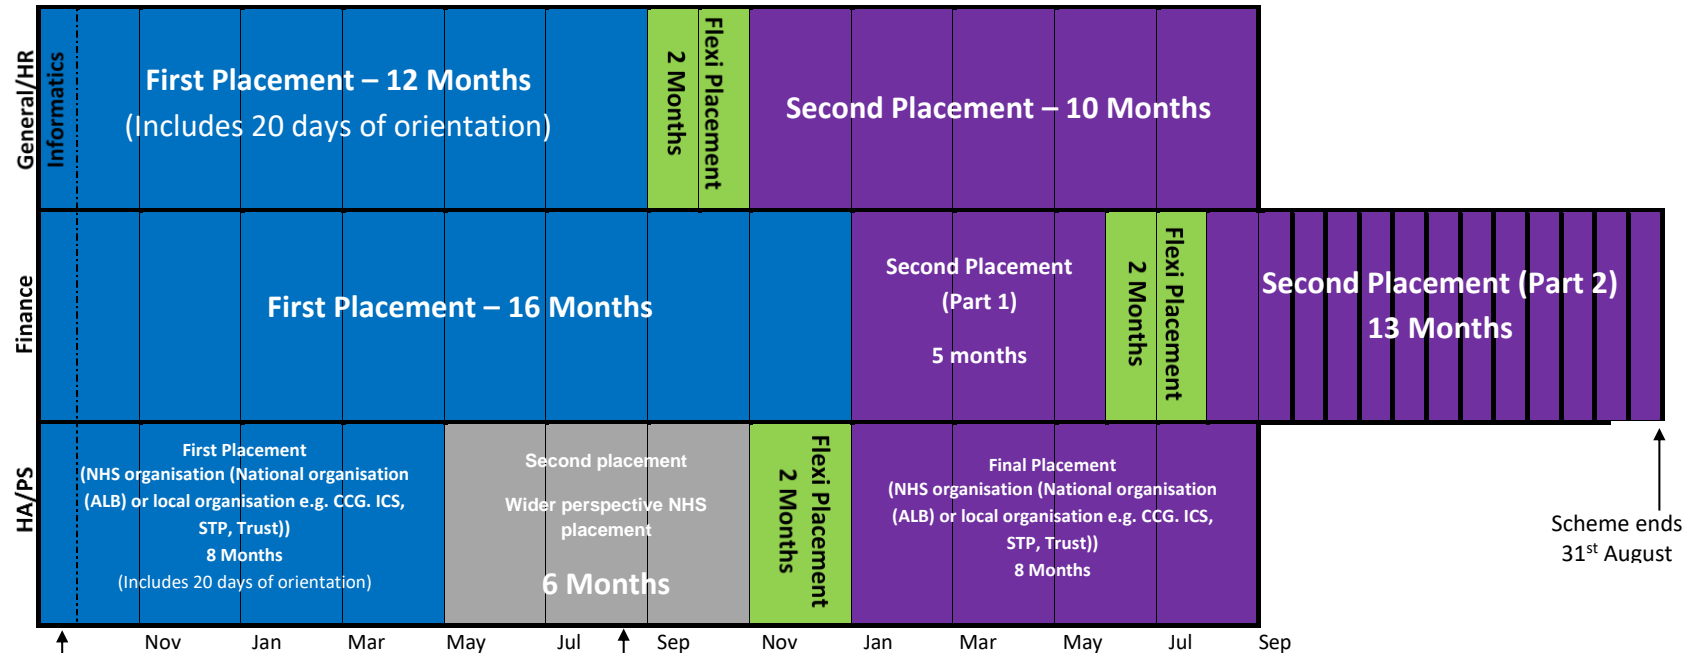 General/HR
Informatics
First Placement – 12 Months
(Includes 20 days of orientation)
Flexi Placement
2 Months
Second Placement – 10 Months
Finance
First Placement – 16 Months
Second Placement
(Part 1)
5 months
Flexi Placement
2 Months
Second Placement (Part 2)
13 Months
HA/PS
First Placement
(NHS organisation (National organisation
(ALB) or local organisation e.g. CCG. ICS,
STP, Trust))
8 Months
(Includes 20 days of orientation)
Second placement
Wider perspective NHS
placement
6 Months
Flexi Placement
2 Months
Final Placement
(NHS organisation (National organisation
(ALB) or local organisation e.g. CCG. ICS,
STP, Trust))
8 Months
Scheme ends
31st August
Nov Jan Mar May Jul Sep Nov Jan Mar May Jul Sep